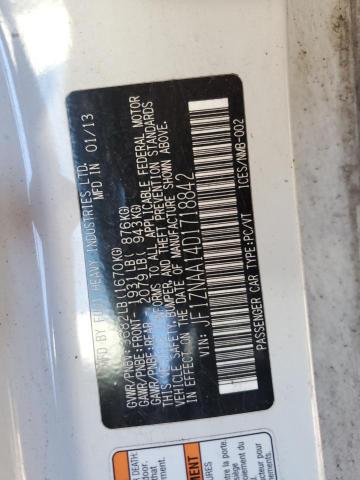 MFD BY FUJI HEAVY INDUSTRIES LTD.
MFD IN 01/13
GVWR/PNBV: 3682LB(1670KG)
GAWR/PNBE:FRONT- 1931LB( 876KG)
GAWR/PNBE:REAR- 2079LB( 943KG)
THIS VEHICLE CONFORMS TO ALL APPLICABLE FEDERAL MOTOR
VEHICLE SAFETY, BUMPER, AND THEFT PREVENTION STANDARDS
IN EFFECT ON THE DATE OF MANUFACTURE SHOWN ABOVE.
VIN: JF1ZNAA14D1718842
PASSENGER CAR TYPE:PC/VT ICES/NMB-002
R DEATH: